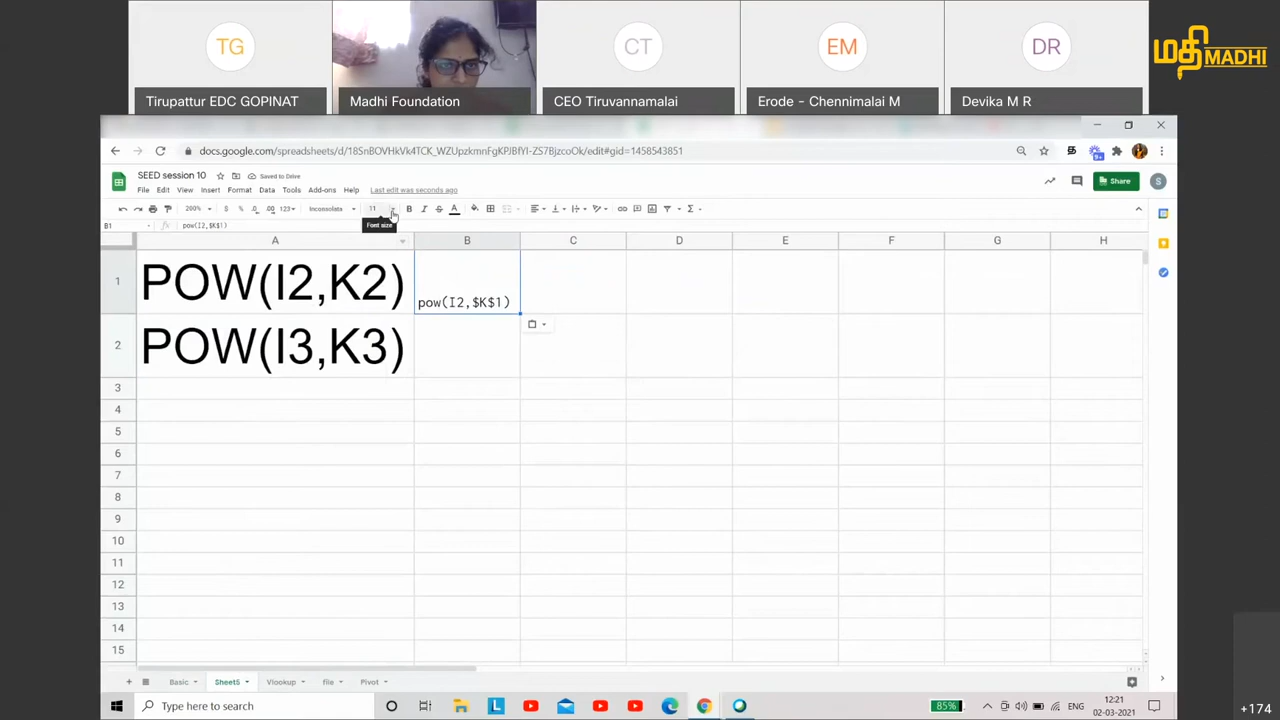 TG
CT
EM
DR
மதி MADHI
Tirupattur EDC GOPINAT
Madhi Foundation
CEO Tiruvannamalai
Erode - Chennimalai M
Devika M R
docs.google.com/spreadsheets/d/18SnBOVHkVk4TCK_WZUpzkmnFgKPJBfYI-ZS7BjzcoOk/edit#gid=1458543851
SEED session 10
Saved to Drive
File Edit View Insert Format Data Tools Add-ons Help Last edit was seconds ago
Share
S
200% $ % .0 .00 123 Inconsolata 11 B I S A
Font size
B1 fx pow(I2,$K$1)
A B C D E F G H
1 POW(I2,K2) pow(I2,$K$1)
2 POW(I3,K3)
3
4
5
6
7
8
9
10
11
12
13
14
15
Basic Sheet5 Vlookup file Pivot
Type here to search
85%
ENG
12:21
02-03-2021
+174